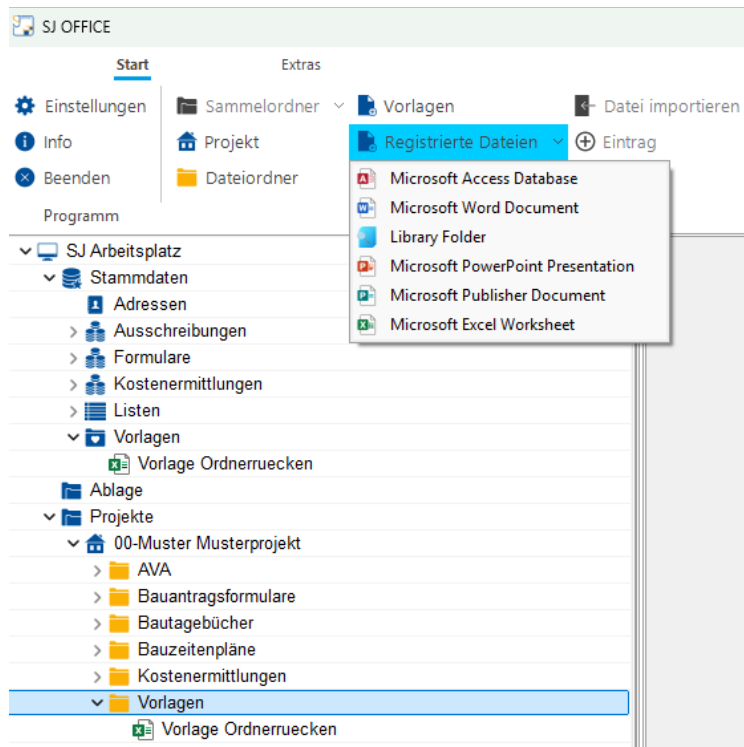 SJ OFFICE
Start Extras
Einstellungen Sammelordner Vorlagen Datei importieren
Info Projekt Registrierte Dateien Eintrag
Beenden Dateiordner
Programm
Microsoft Access Database
Microsoft Word Document
Library Folder
Microsoft PowerPoint Presentation
Microsoft Publisher Document
Microsoft Excel Worksheet
SJ Arbeitsplatz
Stammdaten
Adressen
Ausschreibungen
Formulare
Kostenermittlungen
Listen
Vorlagen
Vorlage Ordnerruecken
Ablage
Projekte
00-Muster Musterprojekt
AVA
Bauantragsformulare
Bautagebücher
Bauzeitenpläne
Kostenermittlungen
Vorlagen
Vorlage Ordnerruecken